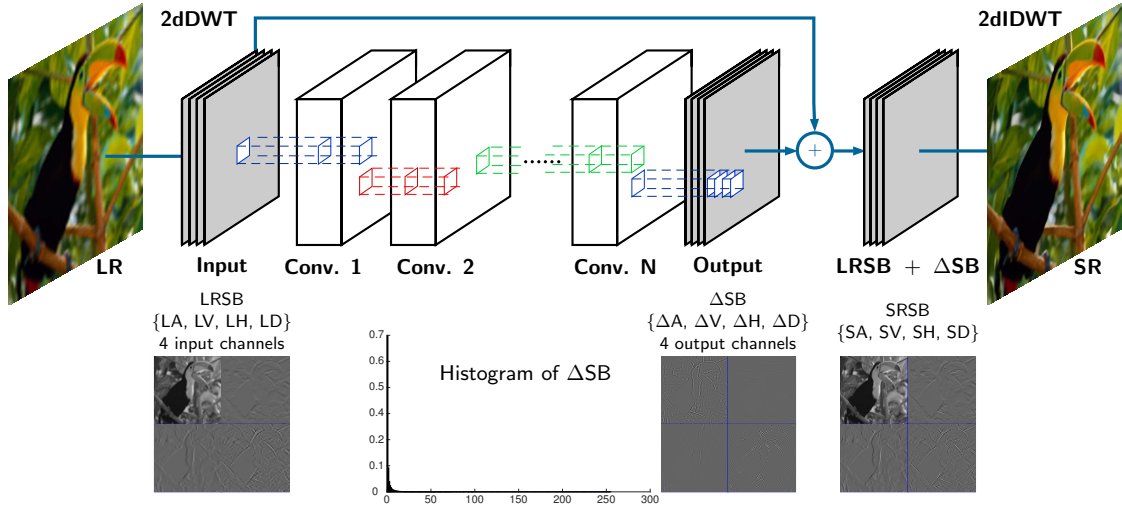 2dDWT
2dIDWT
+
LR
Input
Conv. 1
Conv. 2
Conv. N
Output
LRSB + ΔSB
SR
LRSB
{LA, LV, LH, LD}
4 input channels
0.7
0.6
0.5
0.4
0.2
0.1
0
0 50 100 150 200 250 300
Histogram of ΔSB
ΔSB
{ΔA, ΔV, ΔH, ΔD}
4 output channels
SRSB
{SA, SV, SH, SD}